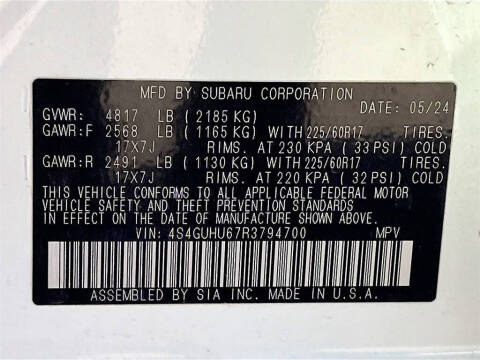 MFD BY SUBARU CORPORATION
DATE: 05/24
GVWR: 4817 LB (2185 KG)
GAWR:F 2568 LB (1165 KG) WITH 225/60R17 TIRES.
17X7J RIMS. AT 230 KPA (33 PSI) COLD
GAWR:R 2491 LB (1130 KG) WITH 225/60R17 TIRES.
17X7J RIMS. AT 220 KPA (32 PSI) COLD
THIS VEHICLE CONFORMS TO ALL APPLICABLE FEDERAL MOTOR
VEHICLE SAFETY, BUMPER AND THEFT PREVENTION STANDARDS
IN EFFECT ON THE DATE OF MANUFACTURE SHOWN ABOVE.
VIN: 4S4GUHU67R3794700 MPV
ASSEMBLED BY SIA INC. MADE IN U.S.A.